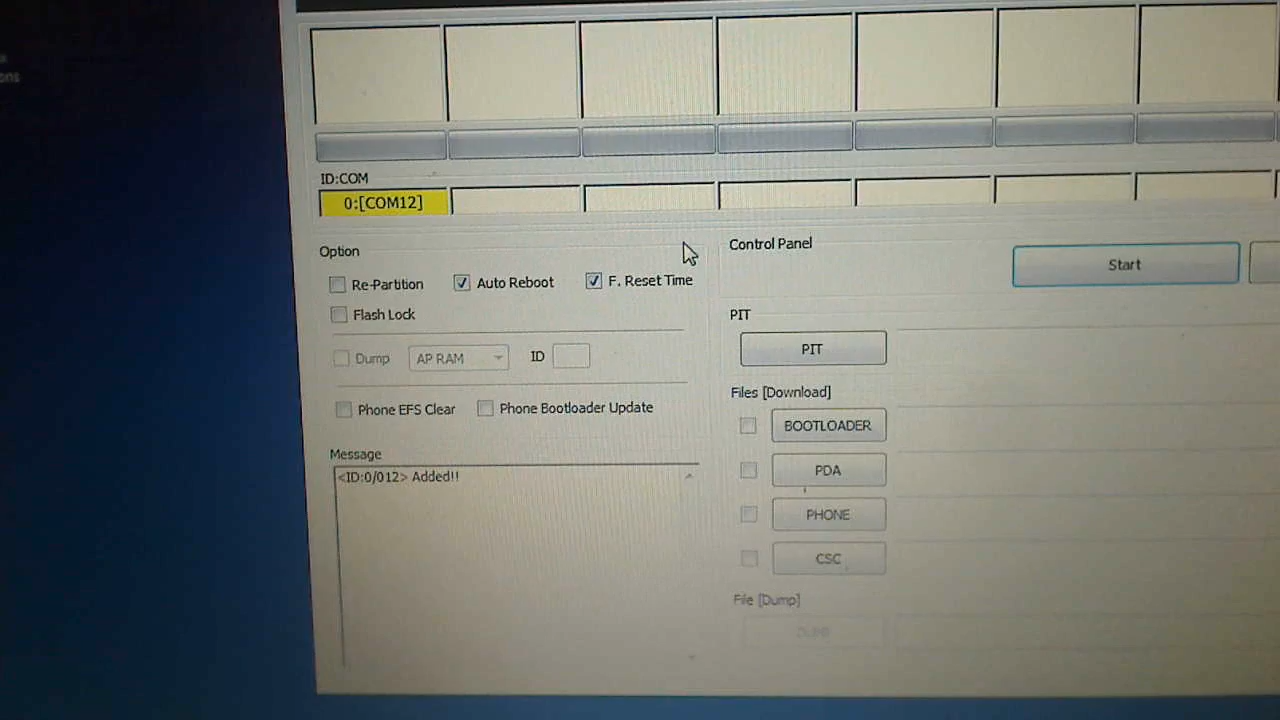 ons
ID:COM
0:[COM12]
Option
Re-Partition
Auto Reboot
F. Reset Time
Flash Lock
Dump
AP RAM
ID
Phone EFS Clear
Phone Bootloader Update
Message
<ID:0/012> Added!!
Control Panel
Start
PIT
PIT
Files [Download]
BOOTLOADER
PDA
PHONE
CSC
File [Dump]